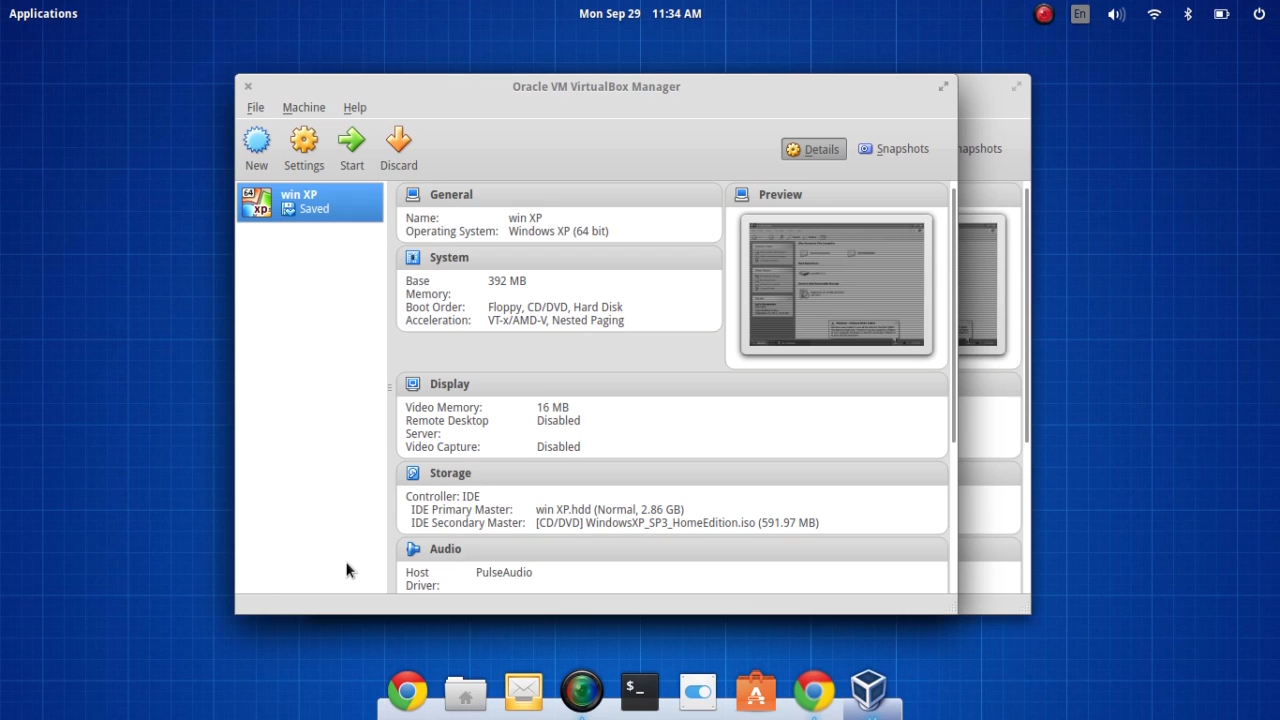 Applications
Mon Sep 29 11:34 AM
En
Oracle VM VirtualBox Manager
File Machine Help
New Settings Start Discard
Details Snapshots
napshots
64
xp
win XP
Saved
General
Name: win XP
Operating System: Windows XP (64 bit)
System
Base 392 MB
Memory:
Boot Order: Floppy, CD/DVD, Hard Disk
Acceleration: VT-x/AMD-V, Nested Paging
Preview
Display
Video Memory: 16 MB
Remote Desktop Disabled
Server:
Video Capture: Disabled
Storage
Controller: IDE
IDE Primary Master: win XP.hdd (Normal, 2.86 GB)
IDE Secondary Master: [CD/DVD] WindowsXP_SP3_HomeEdition.iso (591.97 MB)
Audio
Host PulseAudio
Driver:
$_